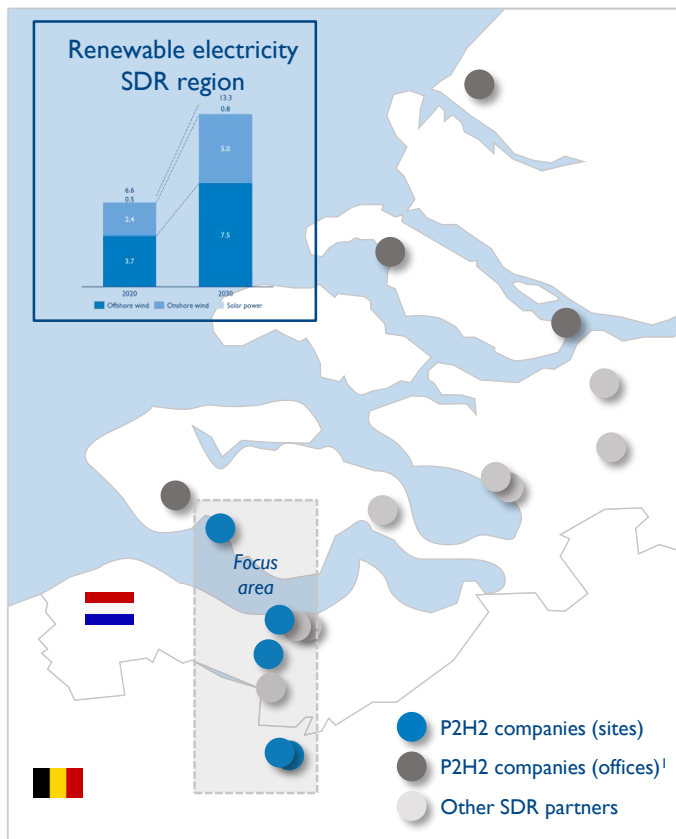 Renewable electricity
SDR region
13.3
0.8
5.0
7.5
6.6
0.5
2.4
3.7
2020
2030
Offshore wind
Onshore wind
Solar power
Focus
area
P2H2 companies (sites)
P2H2 companies (offices)1
Other SDR partners